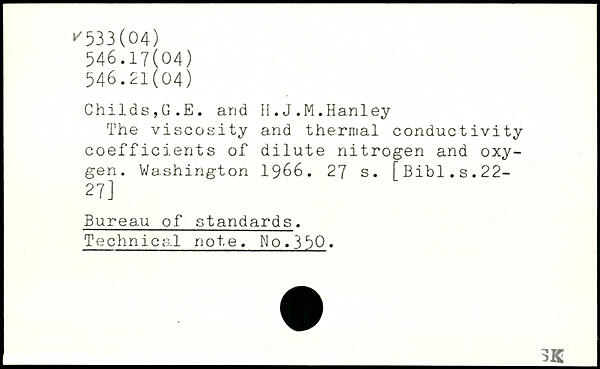 ✓533(04)
546.17(04)
546.21(04)
Childs,G.E. and H.J.M.Hanley
The viscosity and thermal conductivity
coefficients of dilute nitrogen and oxy-
gen. Washington 1966. 27 s. [Bibl.s.22-
27]
Bureau of standards.
Technical note. No.350.
SK